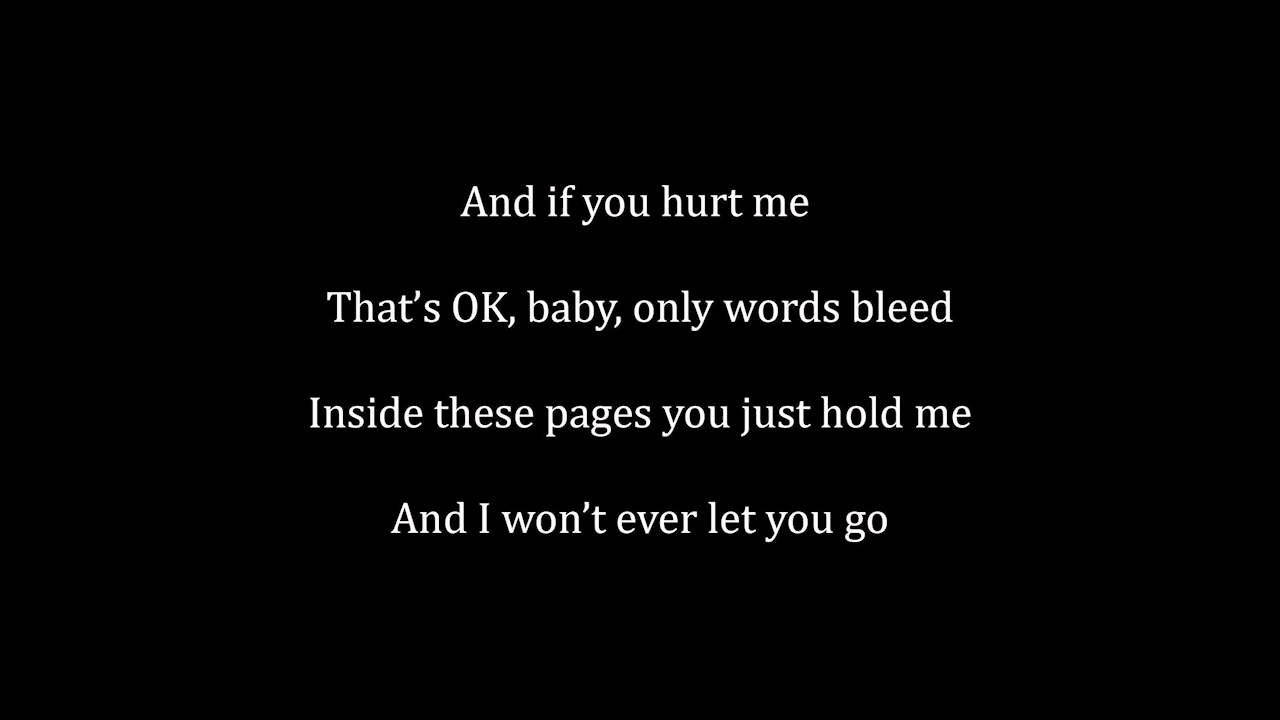 And if you hurt me
That’s OK, baby, only words bleed
Inside these pages you just hold me
And I won’t ever let you go